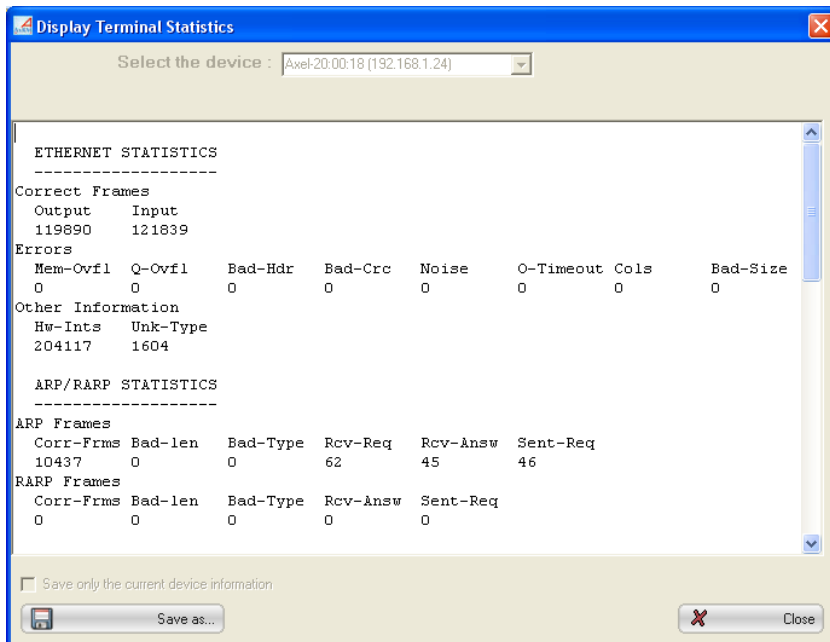 Display Terminal Statistics
Select the device : Axel-20:00:18 (192.168.1.24)
ETHERNET STATISTICS
-------------------
Correct Frames
Output Input
119890 121839
Errors
Mem-Ovfl Q-Ovfl Bad-Hdr Bad-Crc Noise O-Timeout Cols Bad-Size
0 0 0 0 0 0 0 0
Other Information
Hw-Ints Unk-Type
204117 1604
ARP/RARP STATISTICS
-------------------
ARP Frames
Corr-Frms Bad-len Bad-Type Rcv-Req Rcv-Answ Sent-Req
10437 0 0 62 45 46
RARP Frames
Corr-Frms Bad-len Bad-Type Rcv-Answ Sent-Req
0 0 0 0 0
Save only the current device information
Save as... Close